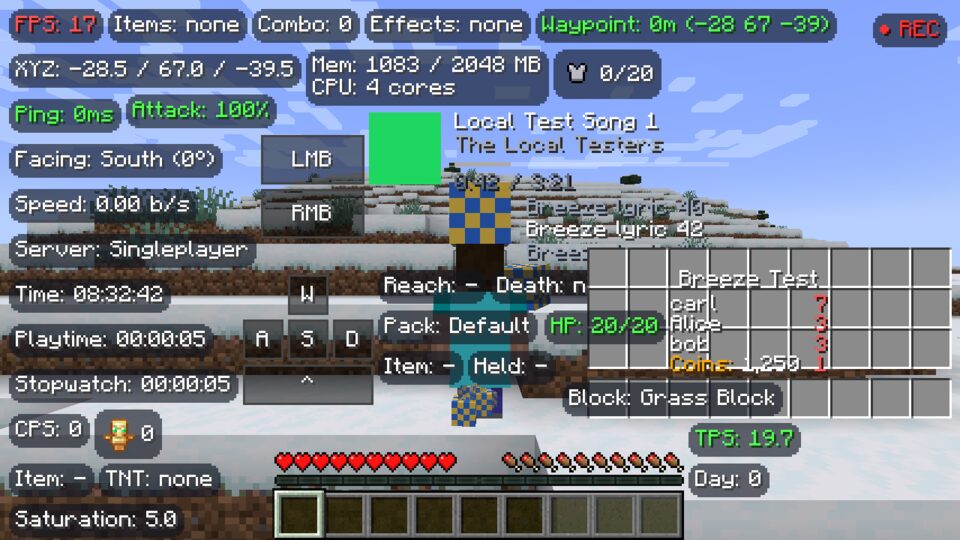 FPS: 17
Items: none
Combo: 0
Effects: none
Waypoint: 0m (-28 67 -39)
● REC
XYZ: -28.5 / 67.0 / -39.5
Mem: 1083 / 2048 MB
CPU: 4 cores
0/20
Ping: 0ms
Attack: 100%
Local Test Song 1
The Local Testers
0:42 / 3:21
Facing: South (0°)
LMB
RMB
Speed: 0.00 b/s
Breeze lyric 42
Server: Singleplayer
Breeze Test
Reach: -
Death: n
Time: 08:32:42
W
carl 7
Pack: Default
HP: 20/20
Alice 3
Playtime: 00:00:05
A
S
D
bob 3
Coins: 1,250 1
Item: -
Held: -
Stopwatch: 00:00:05
^
Block: Grass Block
CPS: 0
0
TPS: 19.7
Item: -
TNT: none
Day: 0
Saturation: 5.0